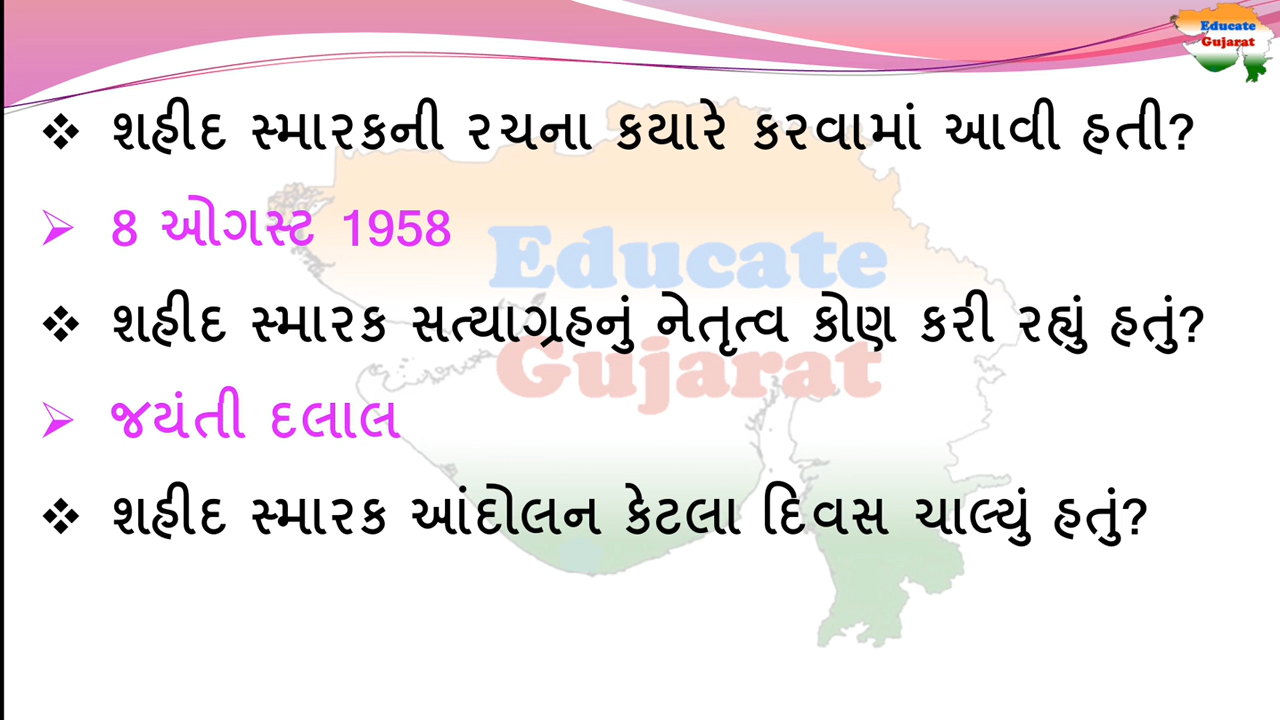 Educate
Gujarat
❖ શહીદ સ્મારકની રચના કયારે કરવામાં આવી હતી?
➢ 8 ઓગસ્ટ 1958
Educate
❖ શહીદ સ્મારક સત્યાગ્રહનું નેતૃત્વ કોણ કરી રહ્યું હતું?
Gujarat
➢ જયંતી દલાલ
❖ શહીદ સ્મારક આંદોલન કેટલા દિવસ ચાલ્યું હતું?